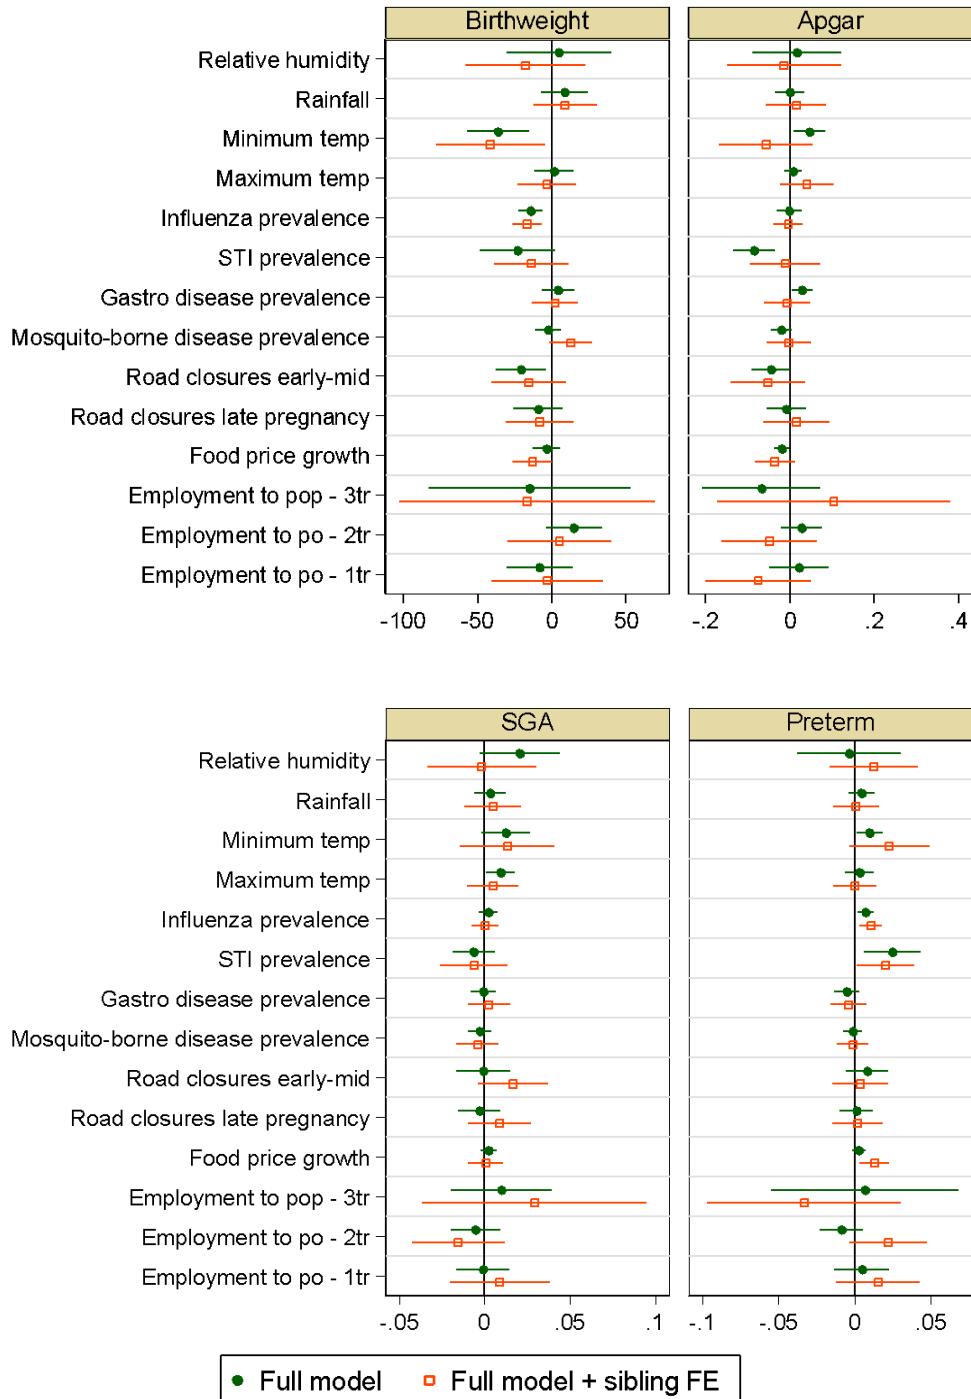 Birthweight Apgar
Relative humidity
Rainfall
Minimum temp
Maximum temp
Influenza prevalence
STI prevalence
Gastro disease prevalence
Mosquito-borne disease prevalence
Road closures early-mid
Road closures late pregnancy
Food price growth
Employment to pop - 3tr
Employment to po - 2tr
Employment to po - 1tr
-100 -50 0 50 -.2 0 .2 .4
SGA Preterm
Relative humidity
Rainfall
Minimum temp
Maximum temp
Influenza prevalence
STI prevalence
Gastro disease prevalence
Mosquito-borne disease prevalence
Road closures early-mid
Road closures late pregnancy
Food price growth
Employment to pop - 3tr
Employment to po - 2tr
Employment to po - 1tr
-.05 0 .05 .1 -.1 -.05 0 .05
Full model Full model + sibling FE